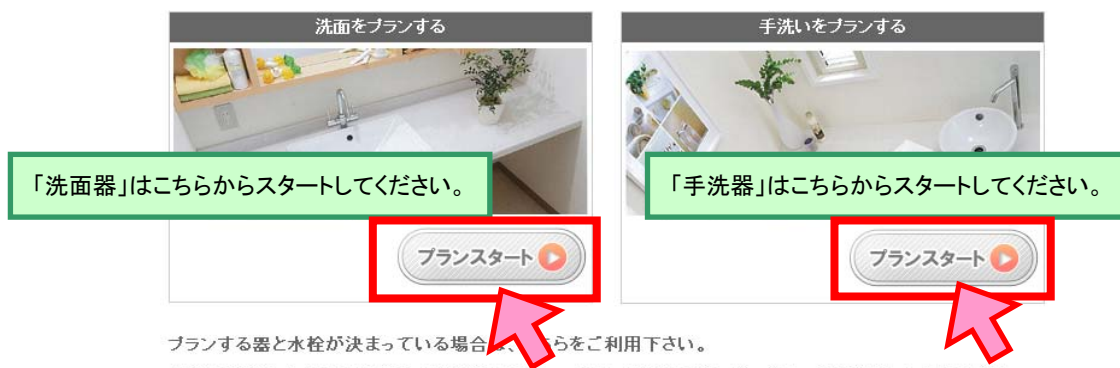 洗面をプランする
手洗いをプランする
「洗面器」はこちらからスタートしてください。
「手洗器」はこちらからスタートしてください。
プランスタート
プランスタート
プランする器と水栓が決まっている場合は、こちらをご利用下さい。